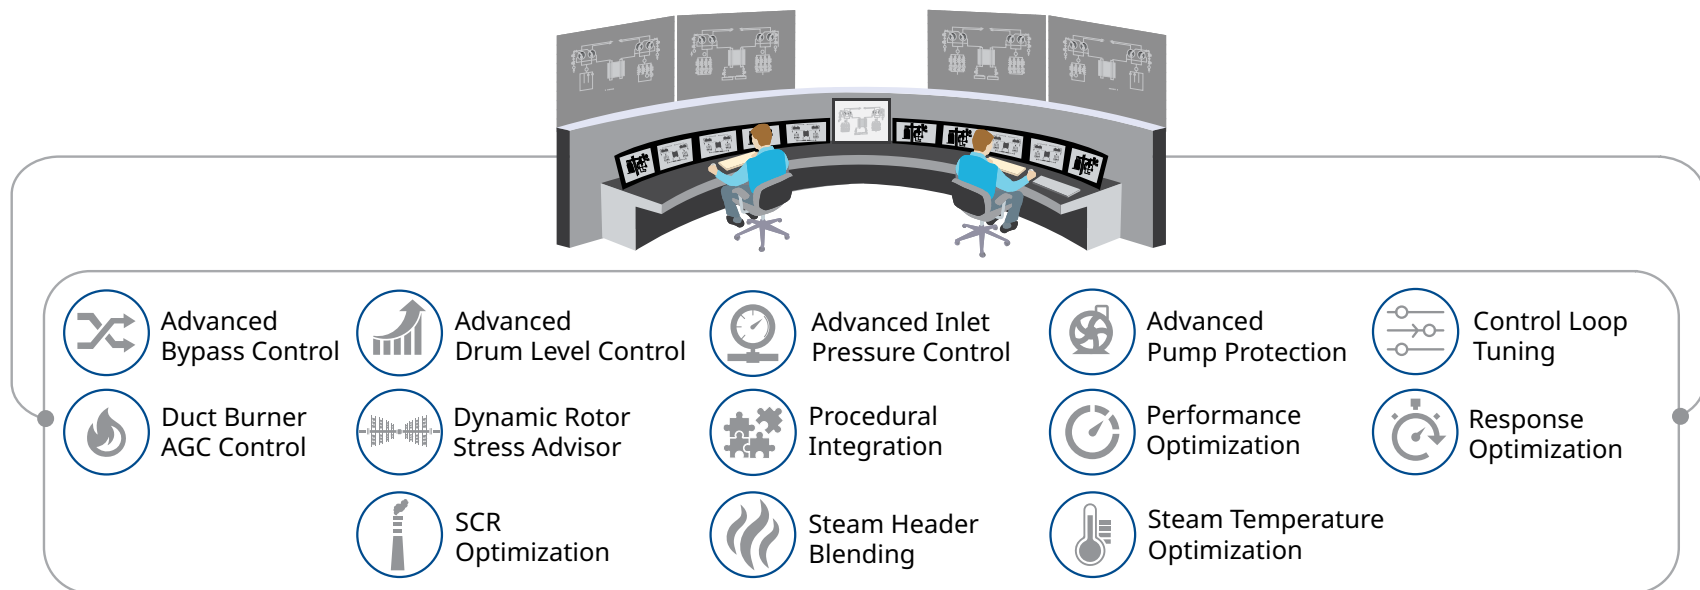 Advanced
Bypass Control
Advanced
Drum Level Control
Advanced Inlet
Pressure Control
Advanced
Pump Protection
Control Loop
Tuning
Duct Burner
AGC Control
Dynamic Rotor
Stress Advisor
Procedural
Integration
Performance
Optimization
Response
Optimization
SCR
Optimization
Steam Header
Blending
Steam Temperature
Optimization